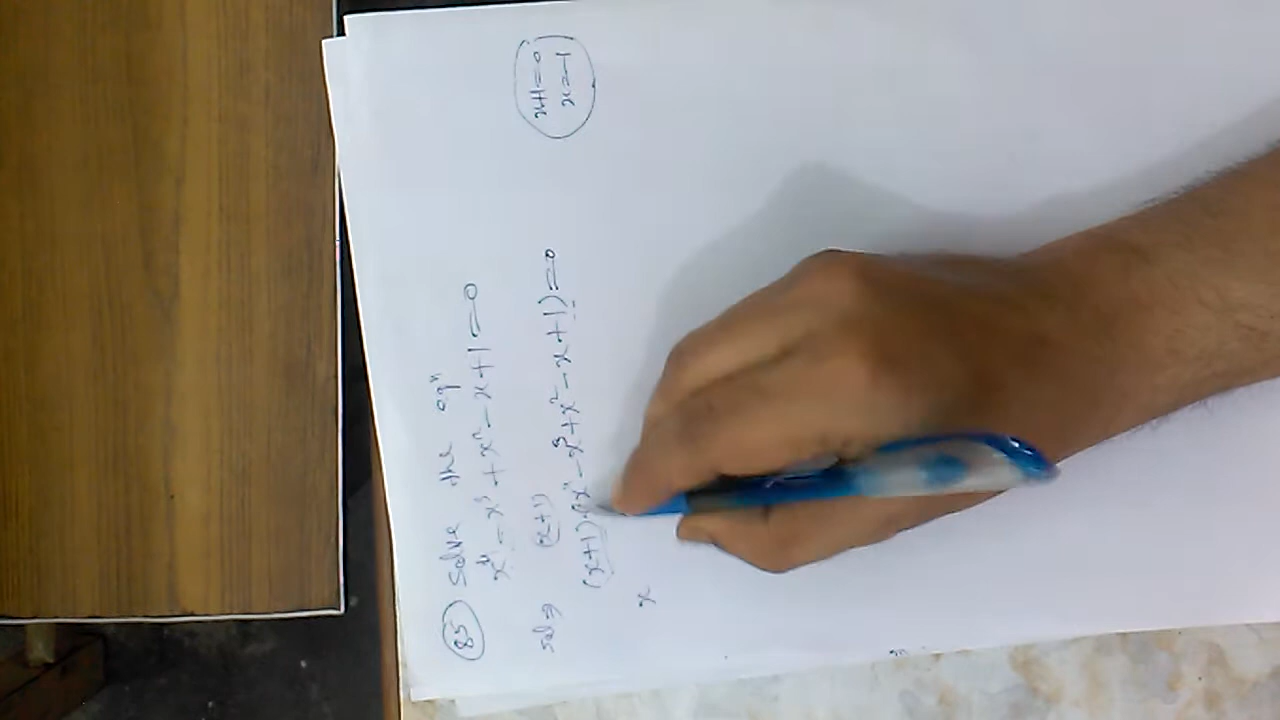 85 Solve the eqn
x⁴ - x³ + x² - x + 1 = 0
x+1=0
x=-1
Sol⇒ (x+1)
(x+1)(x⁴ - x³ + x² - x + 1) = 0
x